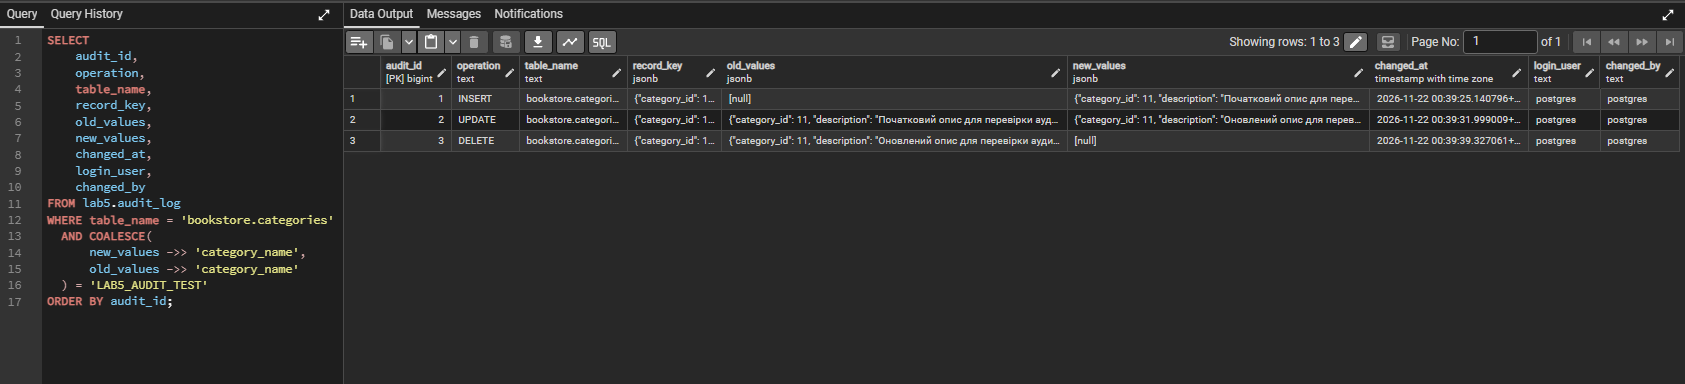 Query Query History
1 SELECT
2 audit_id,
3 operation,
4 table_name,
5 record_key,
6 old_values,
7 new_values,
8 changed_at,
9 login_user,
10 changed_by
11 FROM lab5.audit_log
12 WHERE table_name = 'bookstore.categories'
13 AND COALESCE(
14 new_values ->> 'category_name',
15 old_values ->> 'category_name'
16 ) = 'LAB5_AUDIT_TEST'
17 ORDER BY audit_id;
Data Output Messages Notifications
SQL Showing rows: 1 to 3 Page No: 1 of 1
audit_id operation table_name record_key old_values new_values changed_at login_user changed_by
[PK] bigint text text jsonb jsonb jsonb timestamp with time zone text text
1 1 INSERT bookstore.categori... {"category_id": 1... [null] {"category_id": 11, "description": "Початковий опис для пере... 2026-11-22 00:39:25.140796+... postgres postgres
2 2 UPDATE bookstore.categori... {"category_id": 1... {"category_id": 11, "description": "Початковий опис для перевірки ауд... {"category_id": 11, "description": "Оновлений опис для перев... 2026-11-22 00:39:31.999009+... postgres postgres
3 3 DELETE bookstore.categori... {"category_id": 1... {"category_id": 11, "description": "Оновлений опис для перевірки ауди... [null] 2026-11-22 00:39:39.327061+... postgres postgres